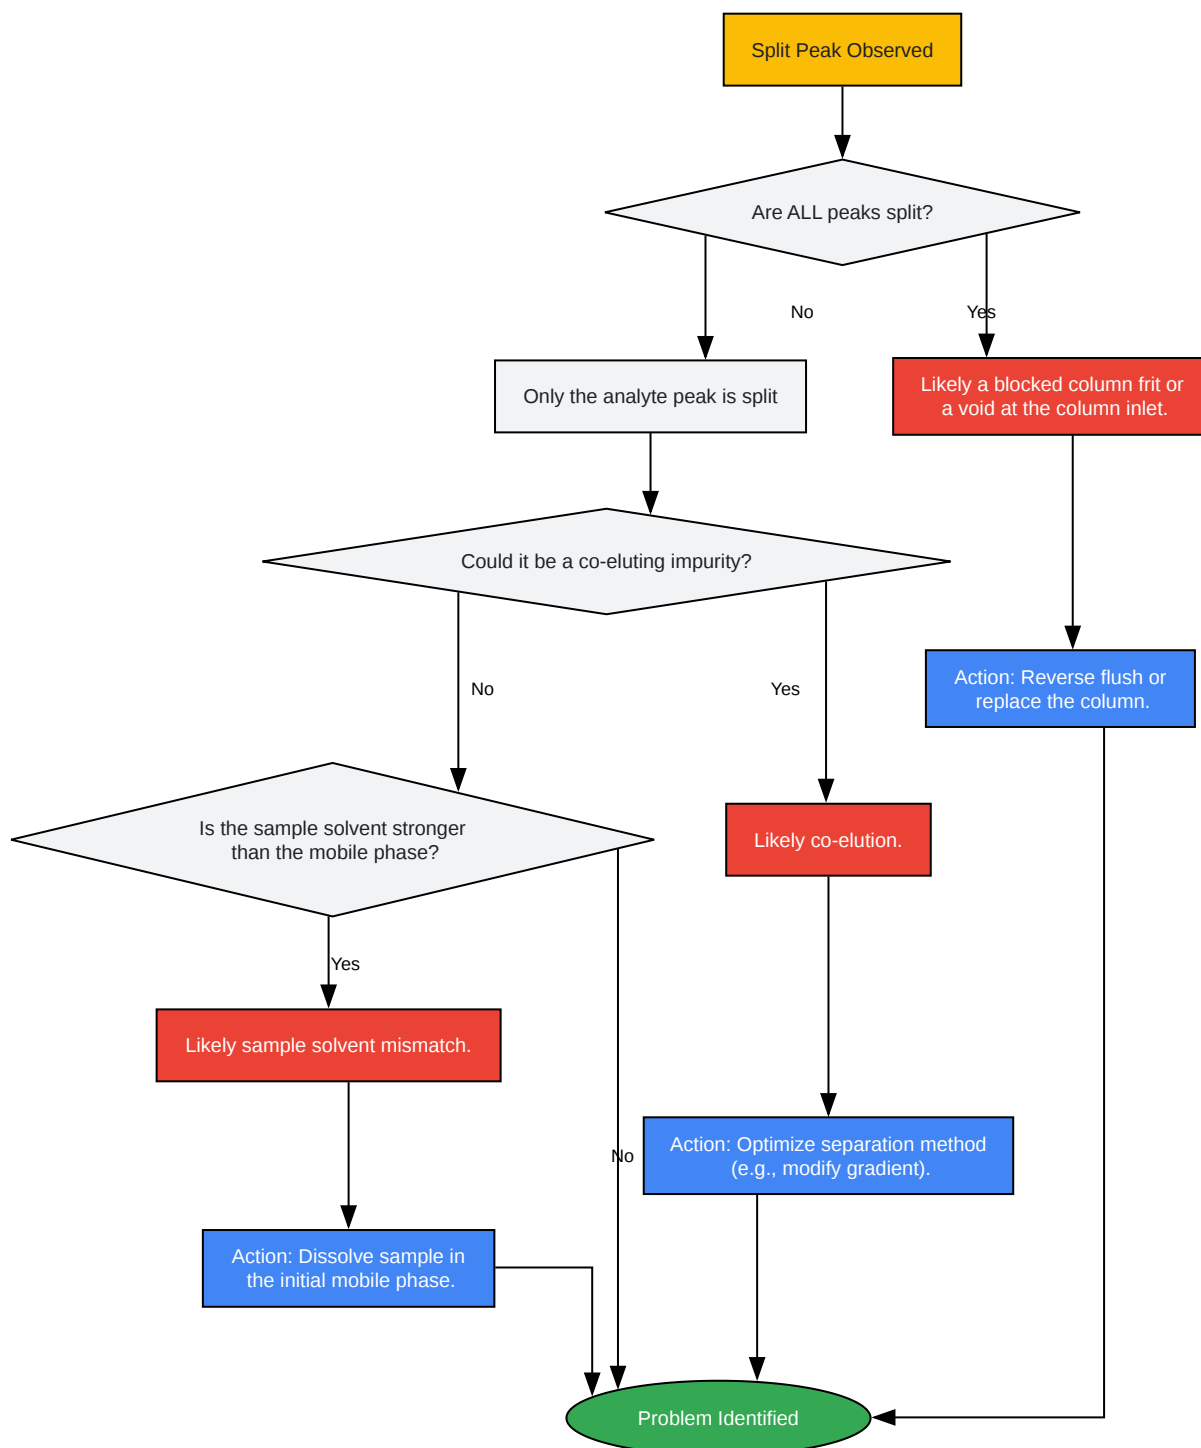 Split Peak Observed
Are ALL peaks split?
No
Yes
Only the analyte peak is split
Likely a blocked column frit or
a void at the column inlet.
Could it be a co-eluting impurity?
No
Yes
Action: Reverse flush or
replace the column.
Is the sample solvent stronger
than the mobile phase?
Likely co-elution.
Yes
Likely sample solvent mismatch.
No
Action: Optimize separation method
(e.g., modify gradient).
Action: Dissolve sample in
the initial mobile phase.
Problem Identified